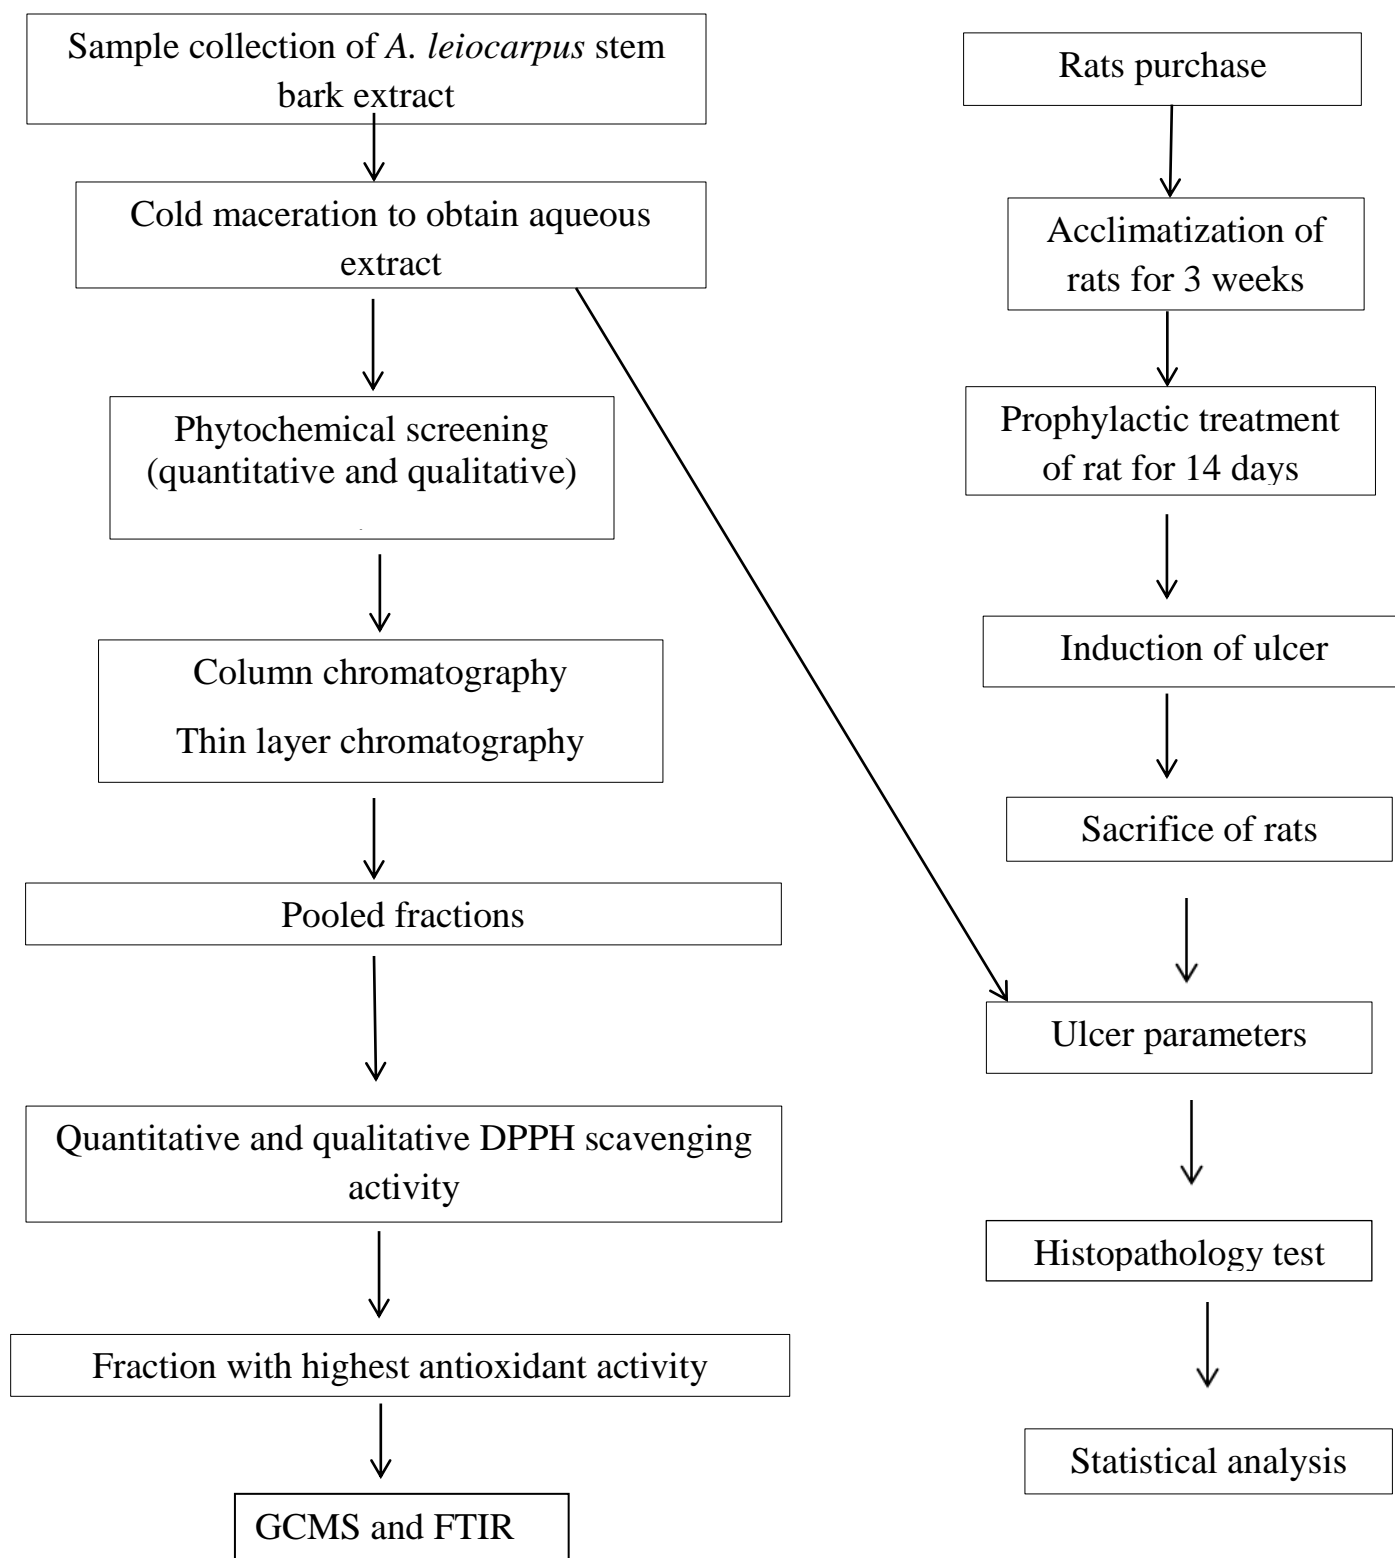 Sample collection of A. leiocarpus stem
bark extract
Cold maceration to obtain aqueous
extract
Phytochemical screening
(quantitative and qualitative)
.
Column chromatography
Thin layer chromatography
Pooled fractions
Quantitative and qualitative DPPH scavenging
activity
Fraction with highest antioxidant activity
GCMS and FTIR
Rats purchase
Acclimatization of
rats for 3 weeks
Prophylactic treatment
of rat for 14 days
Induction of ulcer
Sacrifice of rats
Ulcer parameters
Histopathology test
Statistical analysis